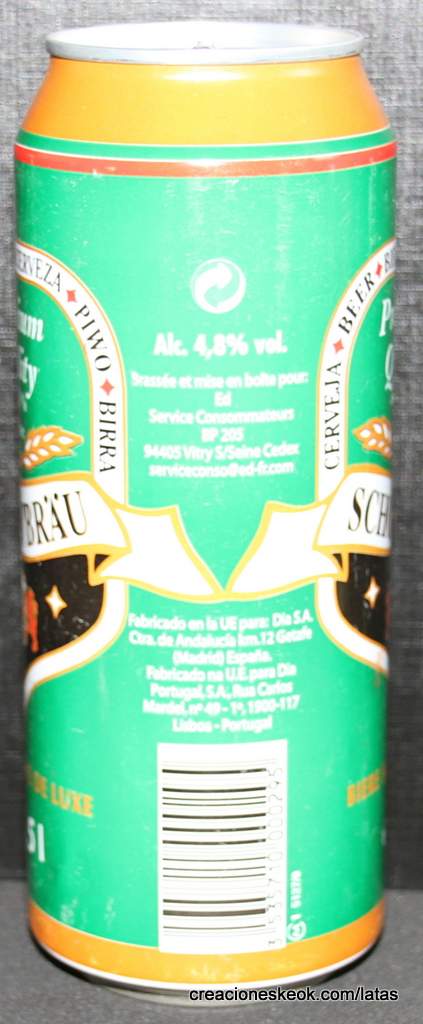 CERVEZA ♦ PIWO ♦ BIRRA
CERVEJA ♦ BEER ♦
Alc. 4,8% vol.
Brassée et mise en boîte pour:
Ed
Service Consommateurs
BP 205
94405 Vitry S/Seine Cedex
serviceconso@ed-fr.com
BRÄU
SCH
Fabricado en la UE para: Dia S.A.
Ctra. de Andalucía km.12 Getafe
(Madrid) España.
Fabricado na U.E. para Dia
Portugal, S.A., Rua Carlos
Mardel, nº 49 - 1º, 1900-117
Lisboa - Portugal
DE LUXE
BIERE
5l
creacioneskeok.com/latas